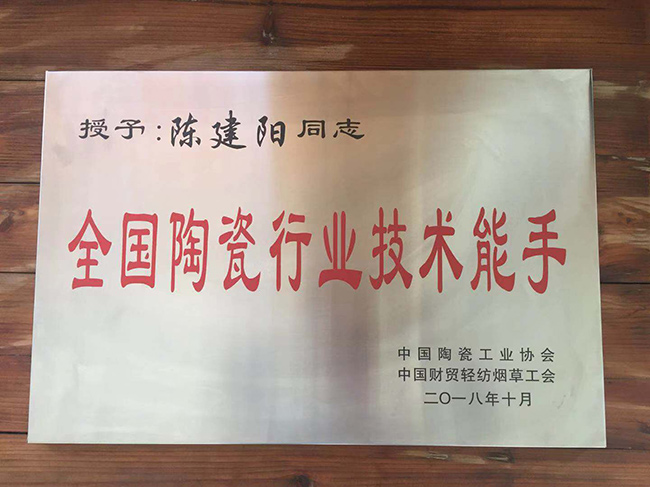 授予：陈建阳同志
全国陶瓷行业技术能手
中国陶瓷工业协会
中国财贸轻纺烟草工会
二〇一八年十月